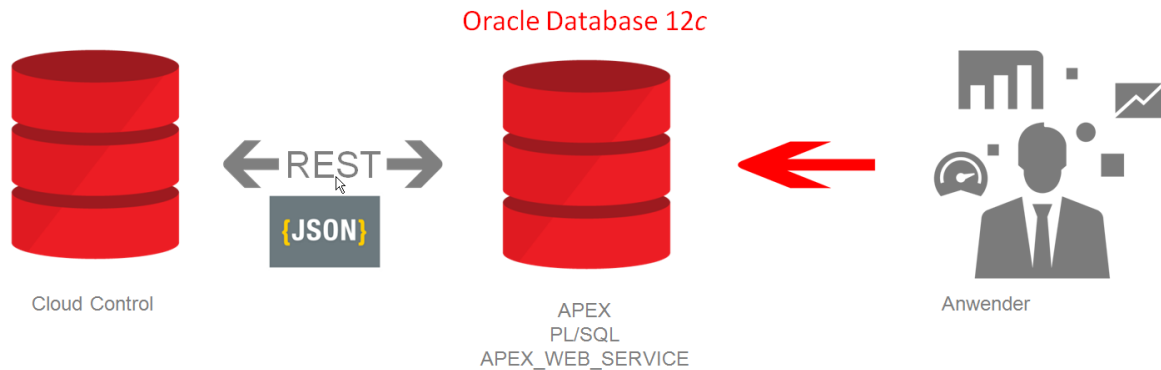 Oracle Database 12c
REST
{JSON}
Cloud Control
APEX
PL/SQL
APEX_WEB_SERVICE
Anwender